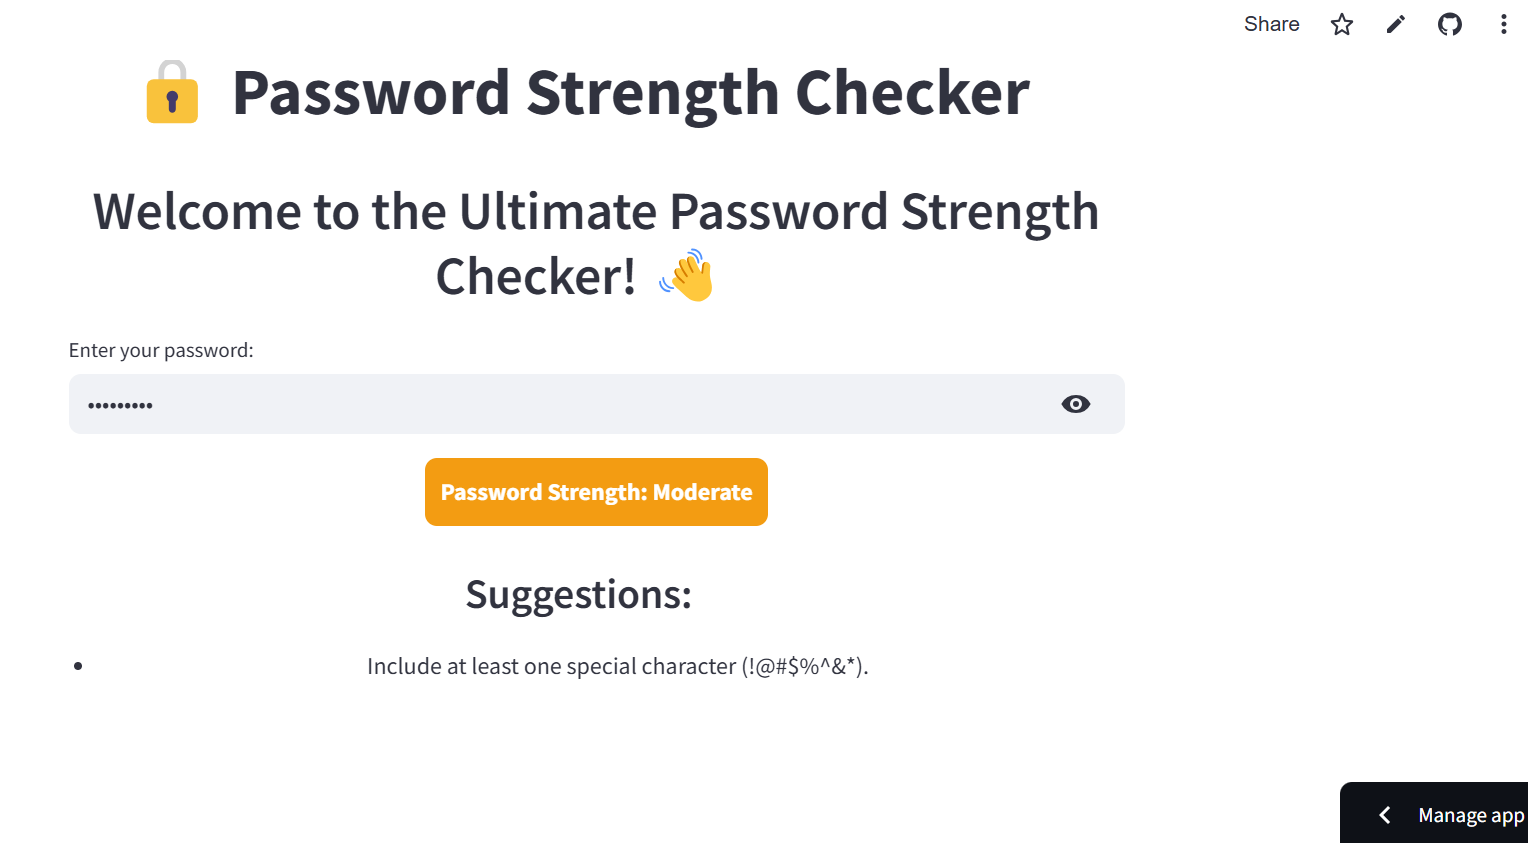 Share
Password Strength Checker
Welcome to the Ultimate Password Strength
Checker!
Enter your password:
•••••••••
Password Strength: Moderate
Suggestions:
• Include at least one special character (!@#$%^&*).
Manage app